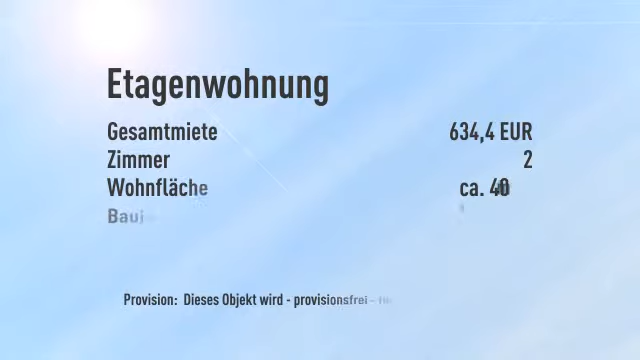 Etagenwohnung
Gesamtmiete 634,4 EUR
Zimmer 2
Wohnfläche ca. 40
Provision: Dieses Objekt wird - provisionsfrei -